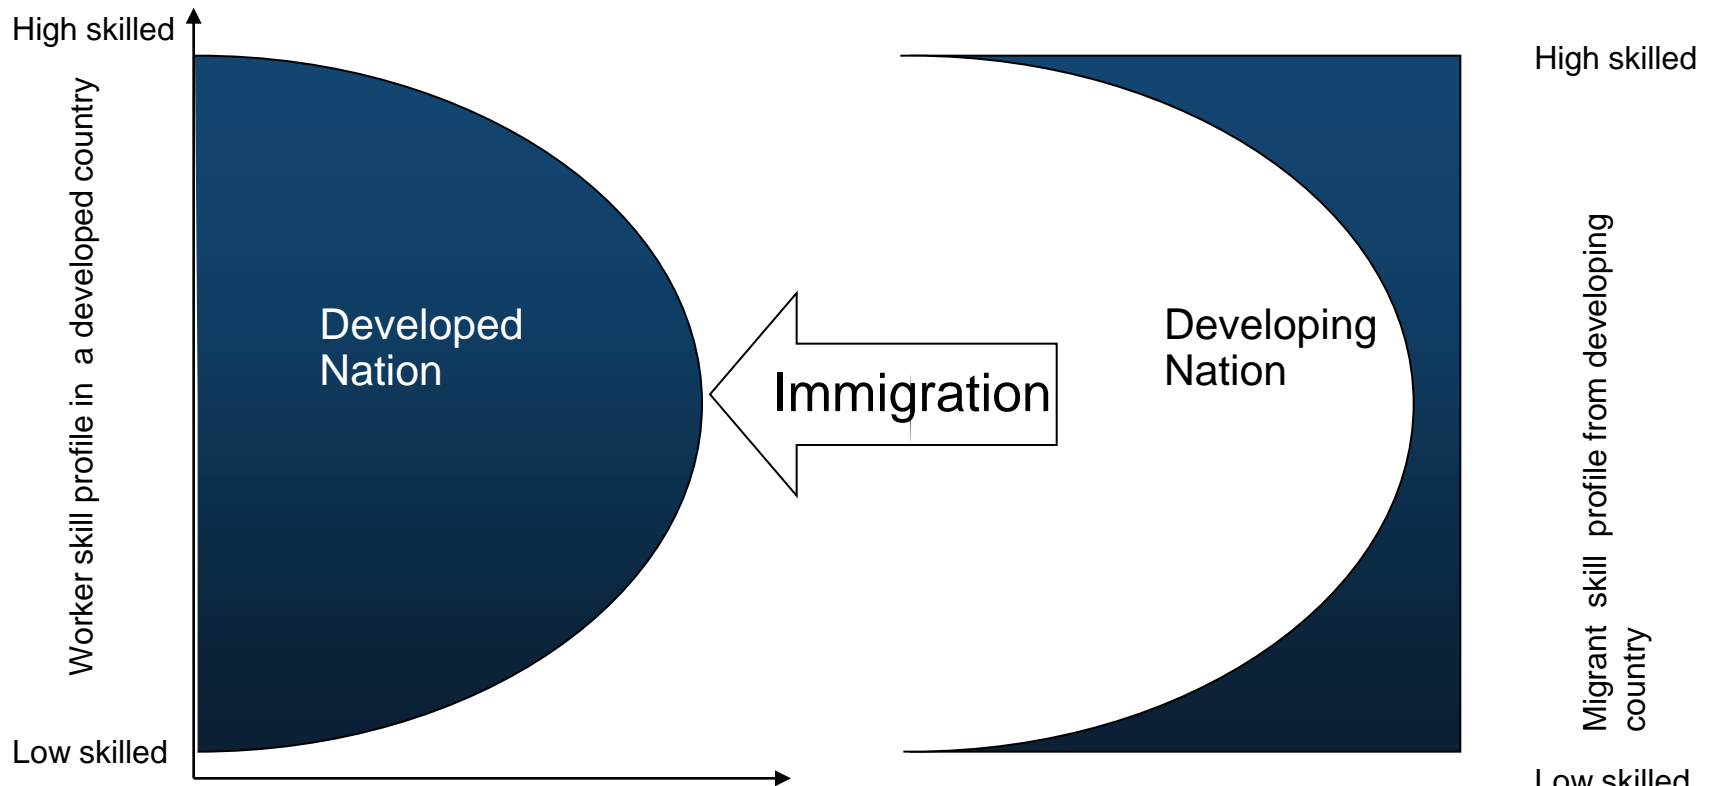 High skilled
Worker skill profile in a developed country
Low skilled
Developed
Nation
Immigration
Developing
Nation
High skilled
Migrant skill profile from developing
country
Low skilled